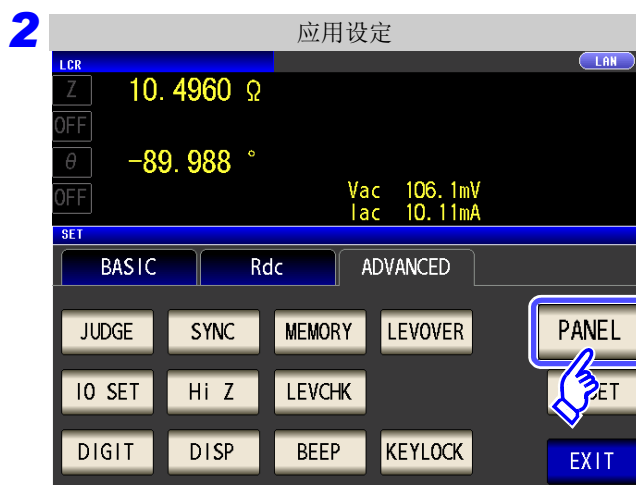 2
应用设定
LCR LAN
Z 10.4960 Ω
OFF
θ -89.988 °
OFF
Vac 106.1mV
Iac 10.11mA
SET
BASIC Rdc ADVANCED
JUDGE SYNC MEMORY LEVOVER PANEL
IO SET Hi Z LEVCHK
DIGIT DISP BEEP KEYLOCK EXIT